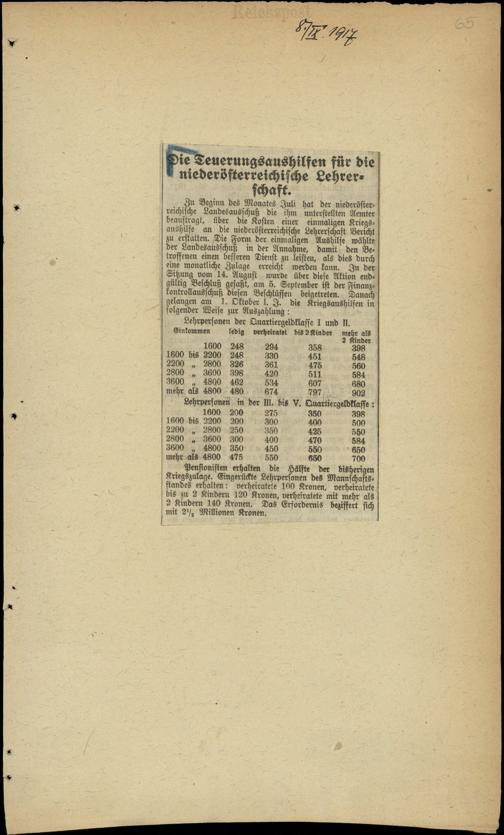 Reichspost
65
8./IX. 1917
Die Teuerungsaushilfen für die
niederösterreichische Lehrer-
schaft.
Zu Beginn des Monates Juli hat der niederöster-
reichische Landesausschuß die ihm unterstellten Aemter
beauftragt, über die Kosten einer einmaligen Kriegs-
aushilfe an die niederösterreichische Lehrerschaft Bericht
zu erstatten. Die Form der einmaligen Aushilfe wählte
der Landesausschuß in der Annahme, damit den Be-
troffenen einen besseren Dienst zu leisten, als dies durch
eine monatliche Zulage erreicht werden kann. In der
Sitzung vom 14. August wurde über diese Aktion end-
gültig Beschluß gefaßt, am 5. September ist der Finanz-
kontrollausschuß diesen Beschlüssen beigetreten. Danach
gelangen am 1. Oktober l. J. die Kriegsaushilfen in
folgender Weise zur Auszahlung:
Lehrpersonen der Quartiergeldklasse I und II.
Einkommen ledig verheiratet bis 2 Kinder mehr als
2 Kinder
1600 248 294 358 398
1600 bis 2200 248 330 451 548
2200 „ 2800 326 361 475 560
2800 „ 3600 398 420 511 584
3600 „ 4800 462 534 607 680
mehr als 4800 480 674 797 902
Lehrpersonen in der III. bis V. Quartiergeldklasse:
1600 200 275 350 398
1600 bis 2200 200 300 400 500
2200 „ 2800 250 350 425 550
2800 „ 3600 300 400 470 584
3600 „ 4800 350 450 550 650
mehr als 4800 475 550 650 700
Pensionisten erhalten die Hälfte der bisherigen
Kriegszulage. Eingerückte Lehrpersonen des Mannschafts-
standes erhalten: verheiratete 100 Kronen, verheiratete
bis zu 2 Kindern 120 Kronen, verheiratete mit mehr als
2 Kindern 140 Kronen. Das Erfordernis beziffert sich
mit 2½ Millionen Kronen.